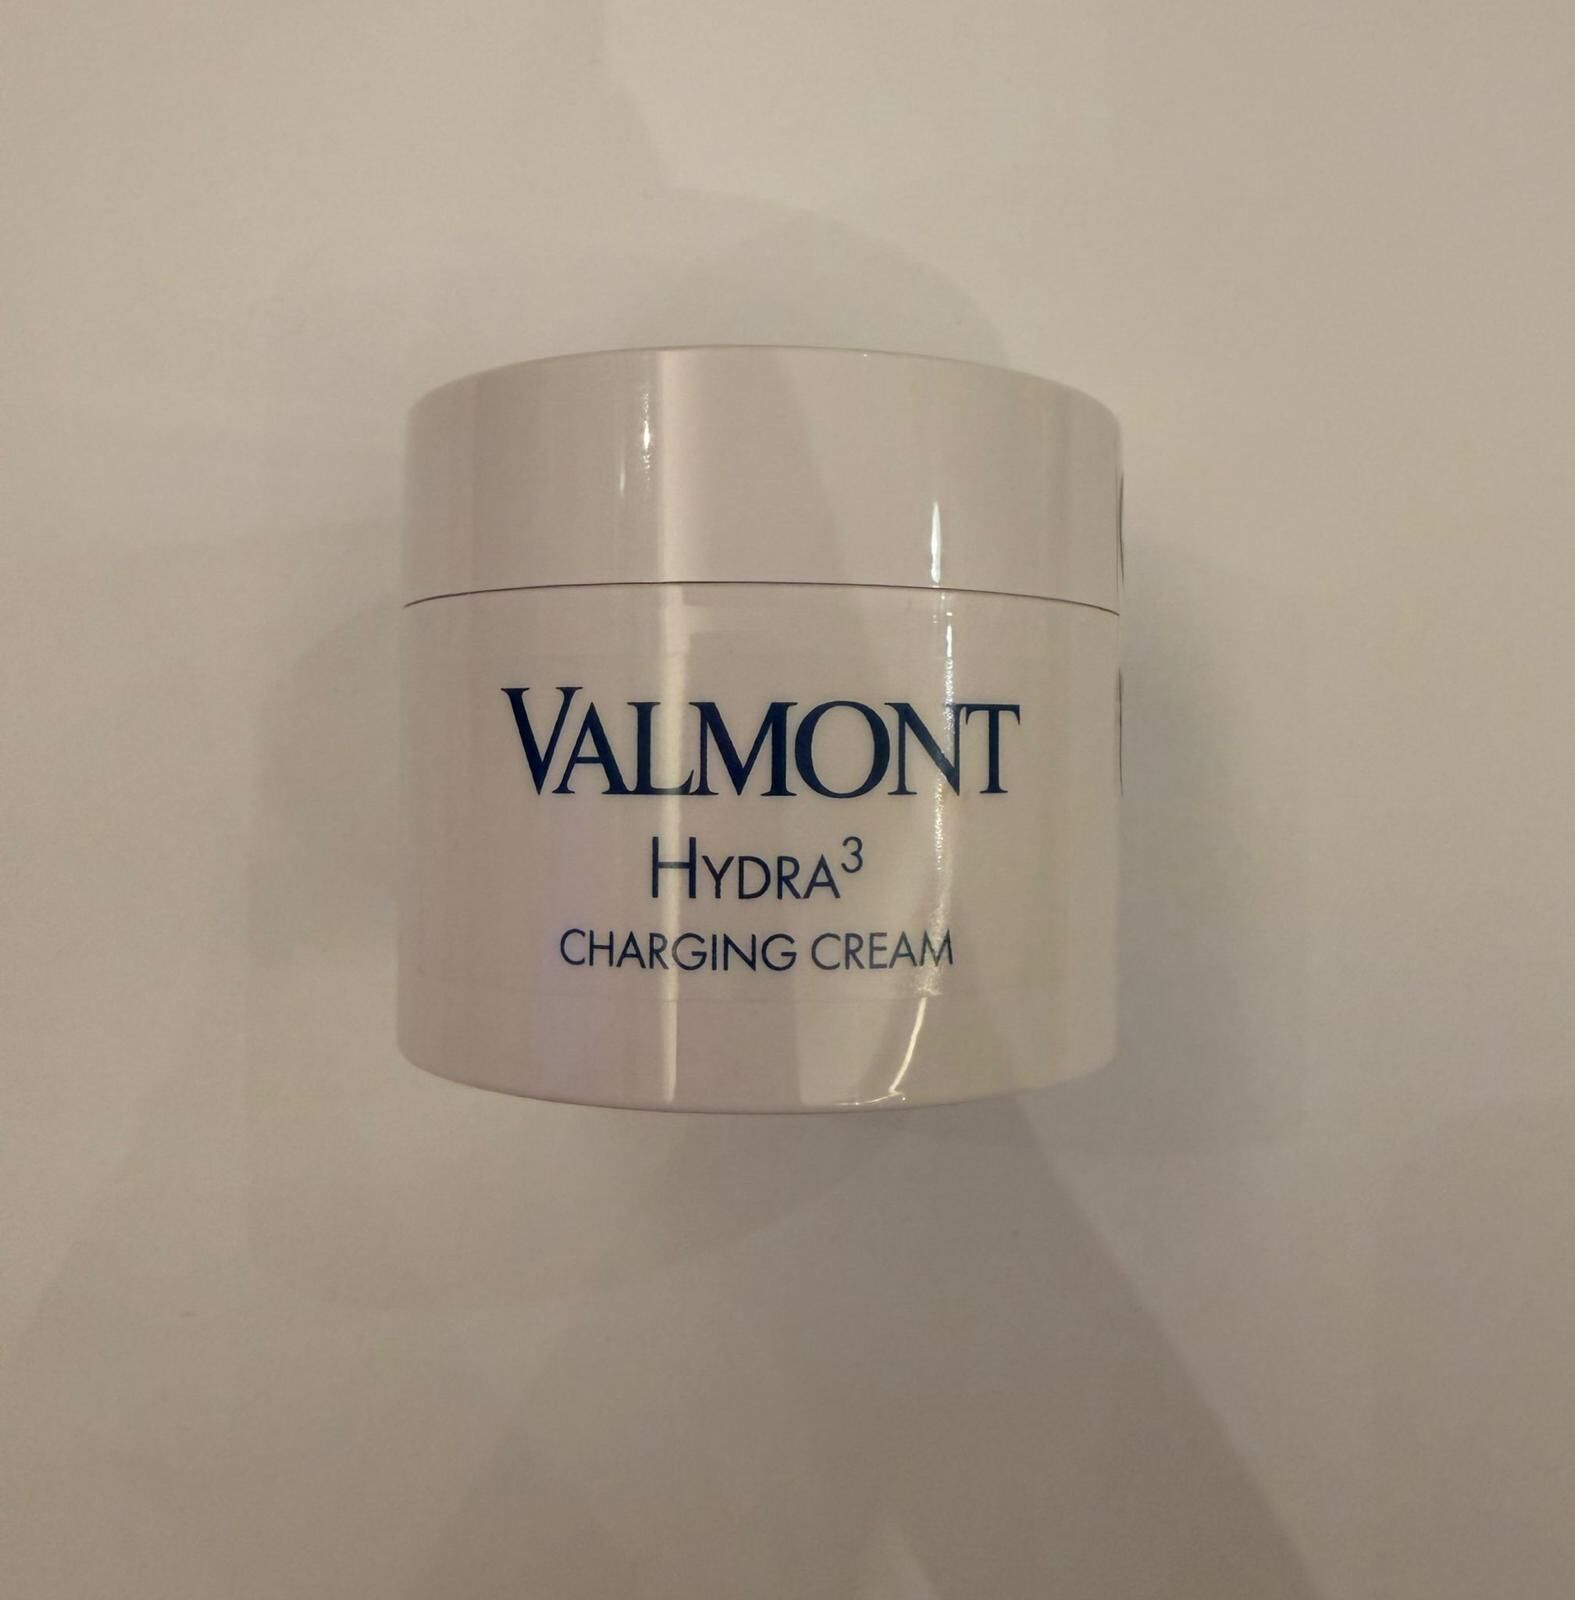 VALMONT
HYDRA³
CHARGING CREAM